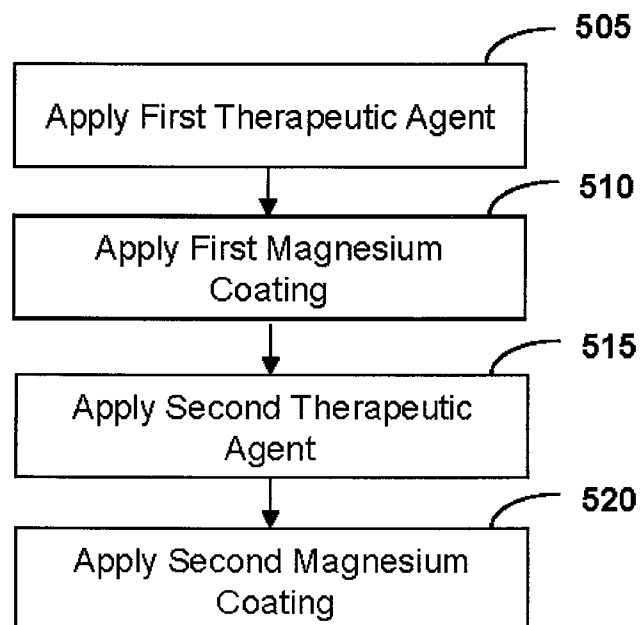 505
Apply First Therapeutic Agent
510
Apply First Magnesium
Coating
515
Apply Second Therapeutic
Agent
520
Apply Second Magnesium
Coating